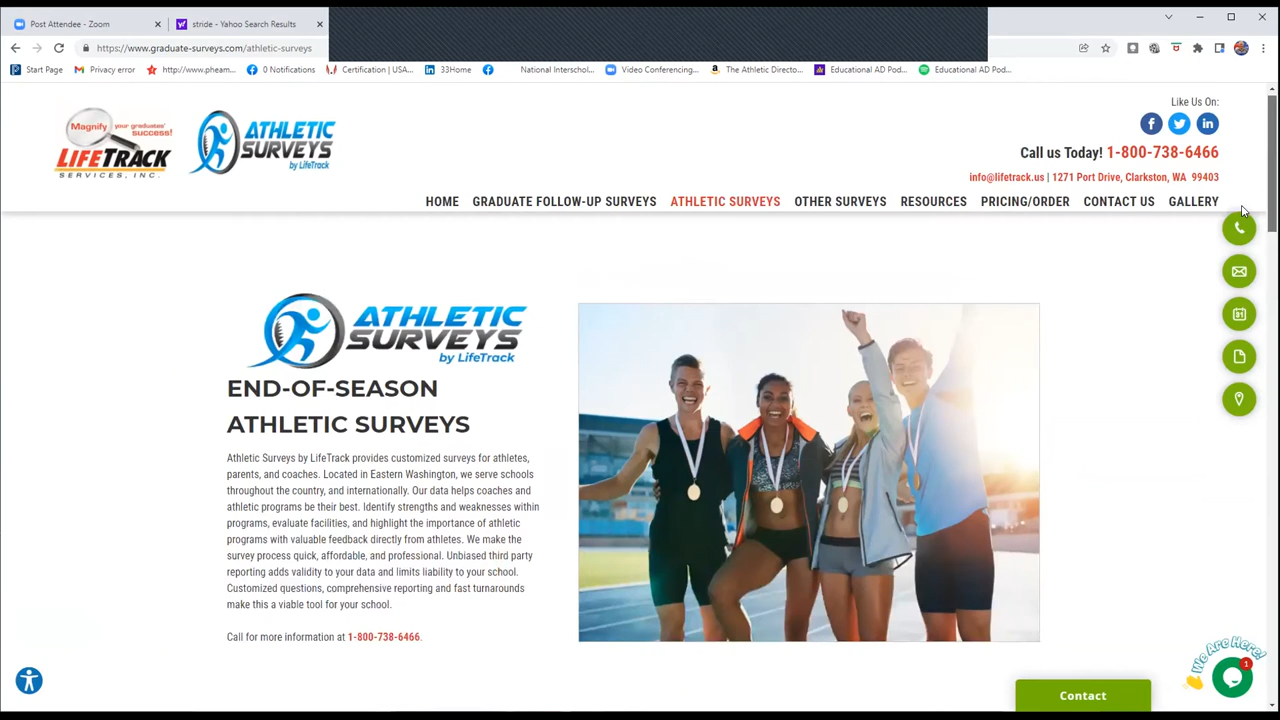 Post Attendee - Zoom
stride - Yahoo Search Results
https://www.graduate-surveys.com/athletic-surveys
Start Page
Privacy error
http://www.pheam...
0 Notifications
Certification | USA...
33Home
National Interschol...
Video Conferencing...
The Athletic Directo...
Educational AD Pod...
Educational AD Pod...
Magnify your graduates' success!
LIFETRACK
SERVICES, INC.
ATHLETIC
SURVEYS
by LifeTrack
Like Us On:
Call us Today! 1-800-738-6466
info@lifetrack.us | 1271 Port Drive, Clarkston, WA 99403
HOME GRADUATE FOLLOW-UP SURVEYS ATHLETIC SURVEYS OTHER SURVEYS RESOURCES PRICING/ORDER CONTACT US GALLERY
ATHLETIC
SURVEYS
by LifeTrack
END-OF-SEASON
ATHLETIC SURVEYS
Athletic Surveys by LifeTrack provides customized surveys for athletes,
parents, and coaches. Located in Eastern Washington, we serve schools
throughout the country, and internationally. Our data helps coaches and
athletic programs be their best. Identify strengths and weaknesses within
programs, evaluate facilities, and highlight the importance of athletic
programs with valuable feedback directly from athletes. We make the
survey process quick, affordable, and professional. Unbiased third party
reporting adds validity to your data and limits liability to your school.
Customized questions, comprehensive reporting and fast turnarounds
make this a viable tool for your school.
Call for more information at 1-800-738-6466.
31
We Are Here!
1
Contact